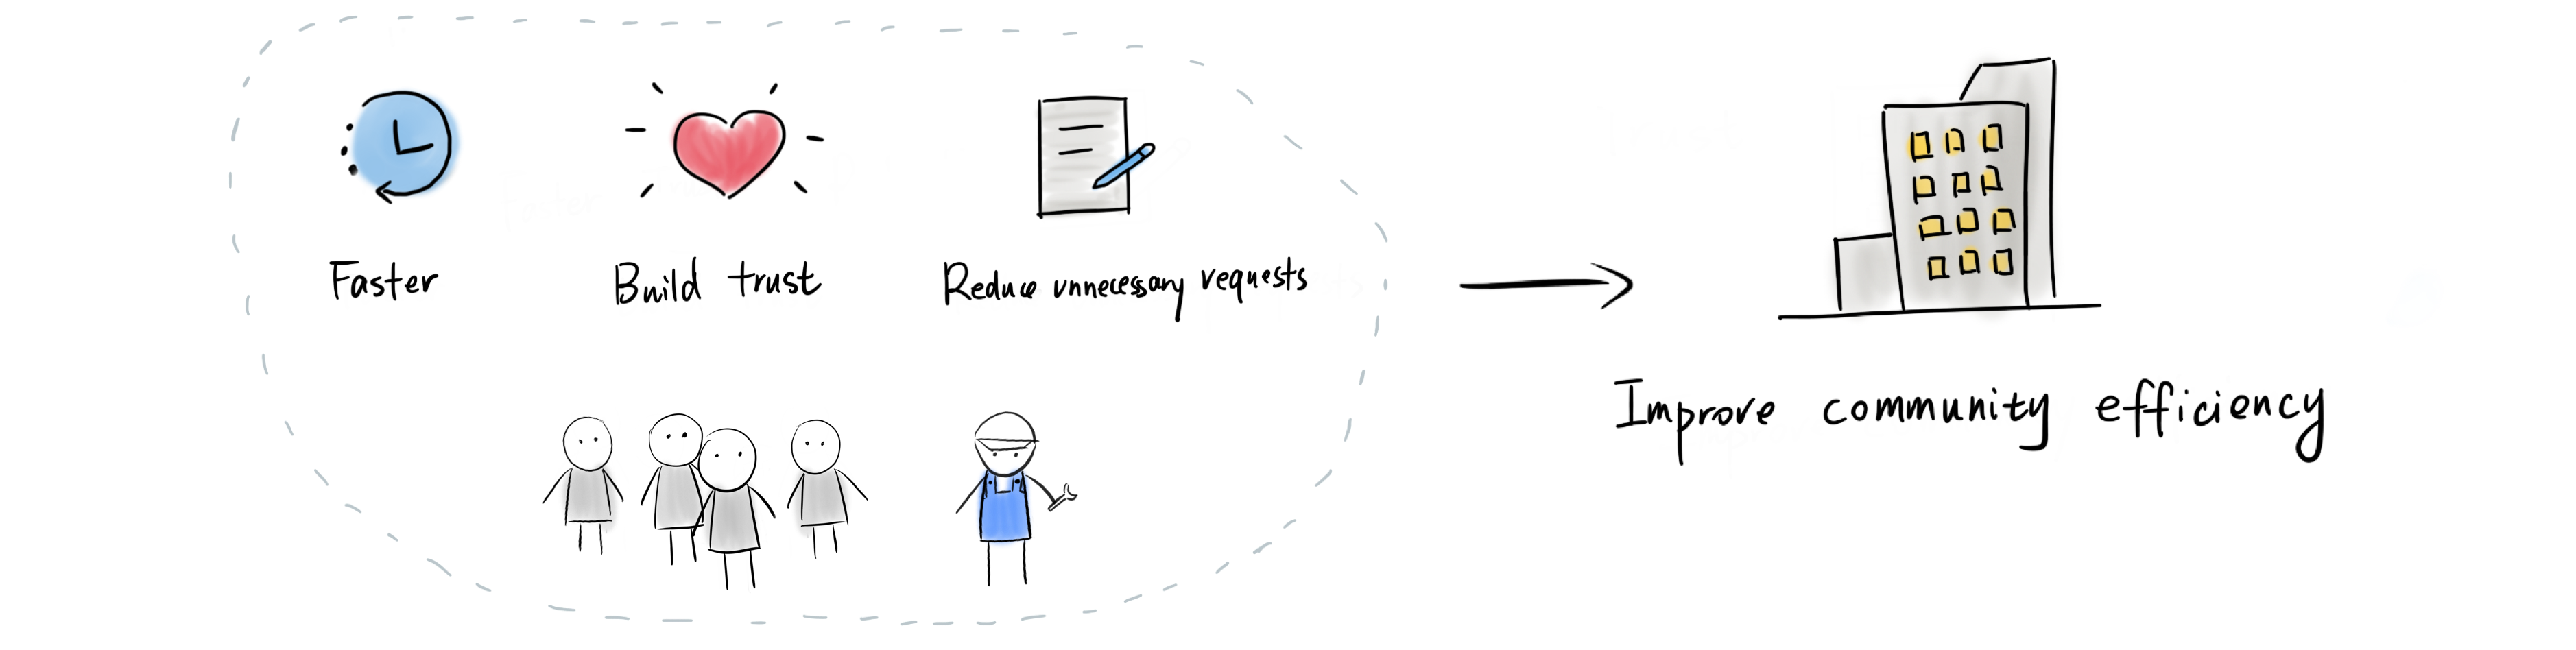 Faster
Build trust
Reduce unnecessary requests
Improve community efficiency